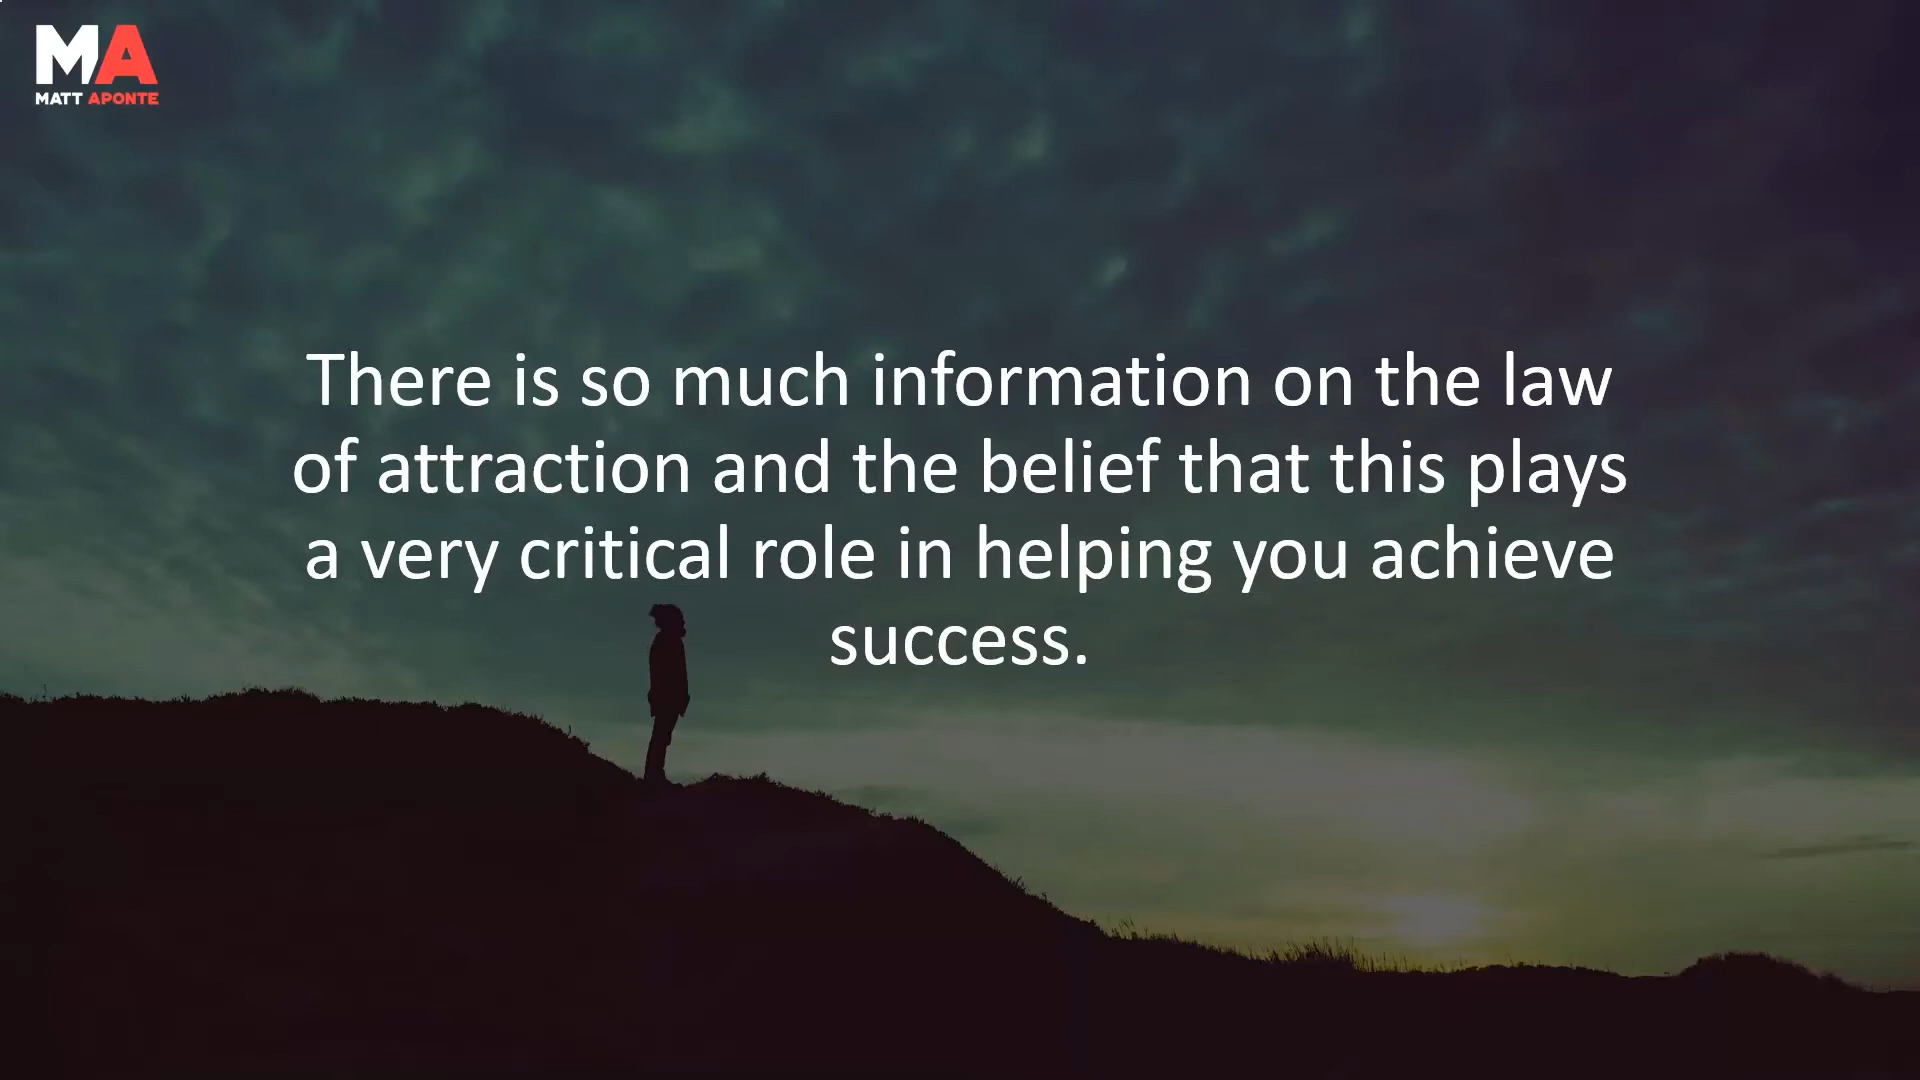 MA
MATT APONTE
There is so much information on the law
of attraction and the belief that this plays
a very critical role in helping you achieve
success.